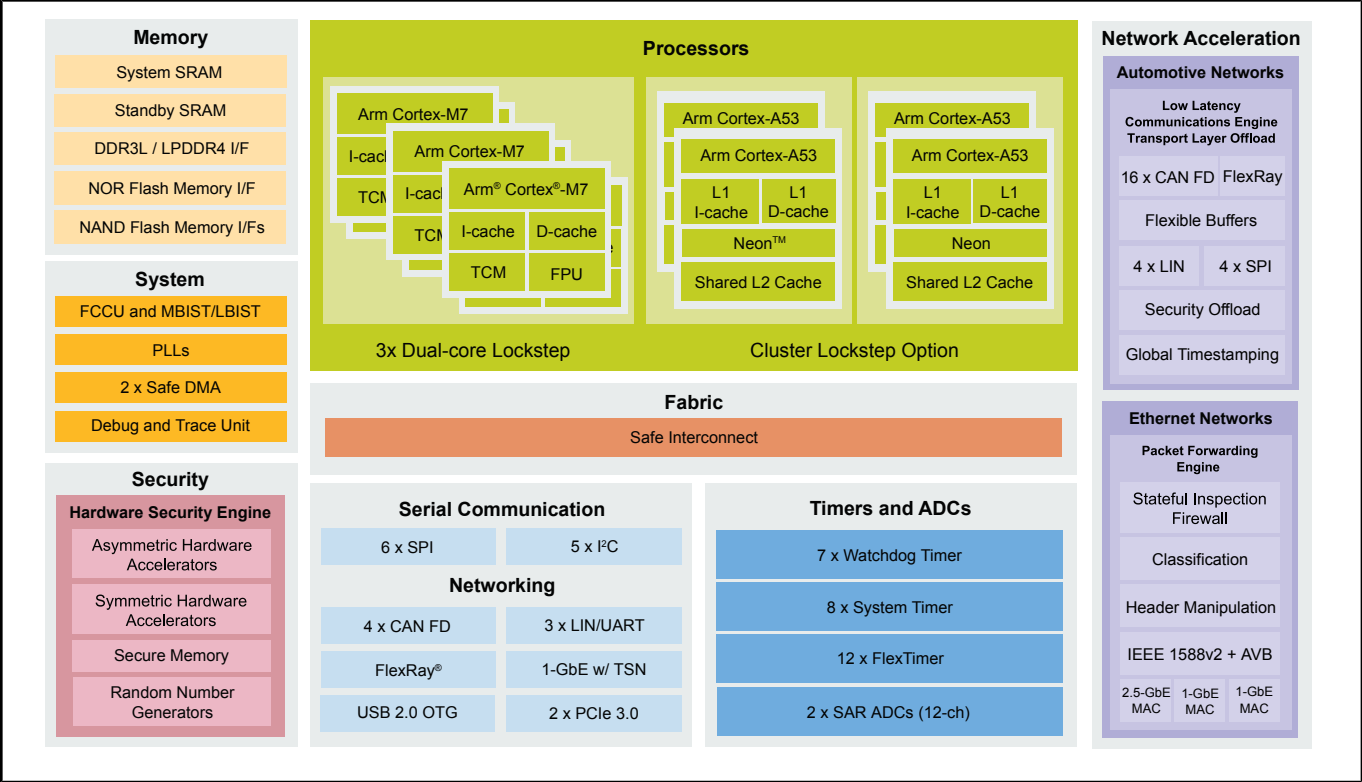 Memory
System SRAM
Standby SRAM
DDR3L / LPDDR4 I/F
NOR Flash Memory I/F
NAND Flash Memory I/Fs
System
FCCU and MBIST/LBIST
PLLs
2 x Safe DMA
Debug and Trace Unit
Security
Hardware Security Engine
Asymmetric Hardware
Accelerators
Symmetric Hardware
Accelerators
Secure Memory
Random Number
Generators
Processors
Arm Cortex-M7
I-cac
TCM
Arm Cortex-M7
I-cac
TCM
Arm® Cortex®-M7
I-cache
D-cache
TCM
FPU
3x Dual-core Lockstep
Arm Cortex-A53
Arm Cortex-A53
L1
I-cache
L1
D-cache
Neon™
Shared L2 Cache
Arm Cortex-A53
Arm Cortex-A53
L1
I-cache
L1
D-cache
Neon
Shared L2 Cache
Cluster Lockstep Option
Fabric
Safe Interconnect
Serial Communication
6 x SPI
5 x I²C
Networking
4 x CAN FD
3 x LIN/UART
FlexRay®
1-GbE w/ TSN
USB 2.0 OTG
2 x PCIe 3.0
Timers and ADCs
7 x Watchdog Timer
8 x System Timer
12 x FlexTimer
2 x SAR ADCs (12-ch)
Network Acceleration
Automotive Networks
Low Latency
Communications Engine
Transport Layer Offload
16 x CAN FD
FlexRay
Flexible Buffers
4 x LIN
4 x SPI
Security Offload
Global Timestamping
Ethernet Networks
Packet Forwarding
Engine
Stateful Inspection
Firewall
Classification
Header Manipulation
IEEE 1588v2 + AVB
2.5-GbE
MAC
1-GbE
MAC
1-GbE
MAC